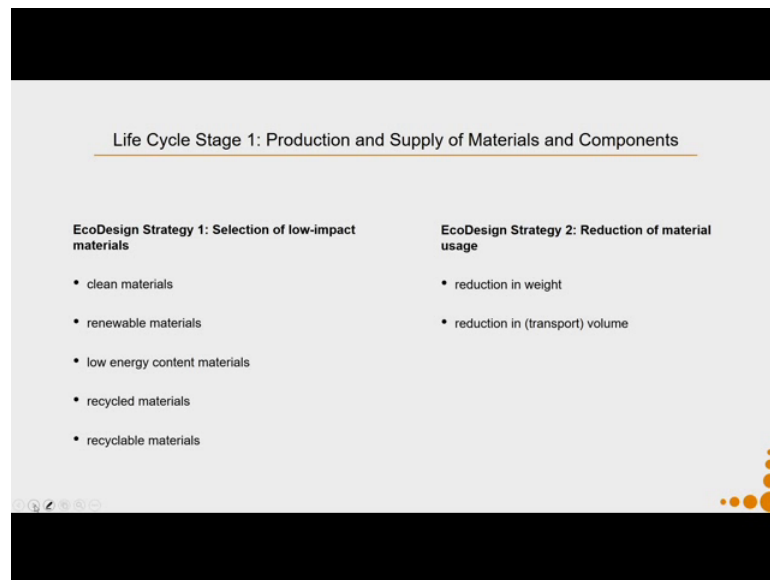 Life Cycle Stage 1: Production and Supply of Materials and Components
EcoDesign Strategy 1: Selection of low-impact
materials
• clean materials
• renewable materials
• low energy content materials
• recycled materials
• recyclable materials
EcoDesign Strategy 2: Reduction of material
usage
• reduction in weight
• reduction in (transport) volume